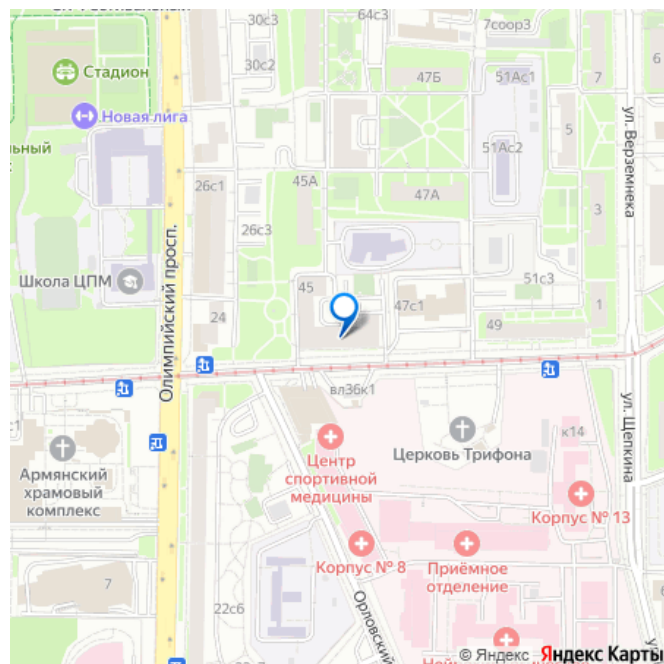 64с3
7соор3
30с3
30с2
6
Стадион
47Б
51Ас1
7
Новая лига
5
51Ас2
ул. Верземнека
26с1
45А
47А
3
Олимпийский просп.
26с3
Школа ЦПМ
45
51с3
47с1
1
24
49
вл36к1
ул. Щепкина
Армянский
храмовый
комплекс
Центр
спортивной
медицины
Церковь Трифона
к14
Корпус № 13
Корпус № 8
Приёмное
отделение
7
22с6
Орловский
© Яндекс Яндекс Карты